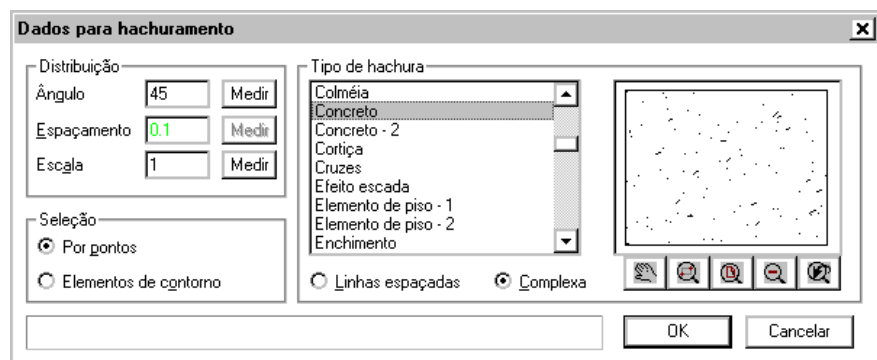 Dados para hachuramento
Distribuição
Ângulo 45 Medir
Espaçamento 0.1 Medir
Escala 1 Medir
Seleção
Por pontos
Elementos de contorno
Tipo de hachura
Colméia
Concreto
Concreto - 2
Cortiça
Cruzes
Efeito escada
Elemento de piso - 1
Elemento de piso - 2
Enchimento
Linhas espaçadas Complexa
OK Cancelar